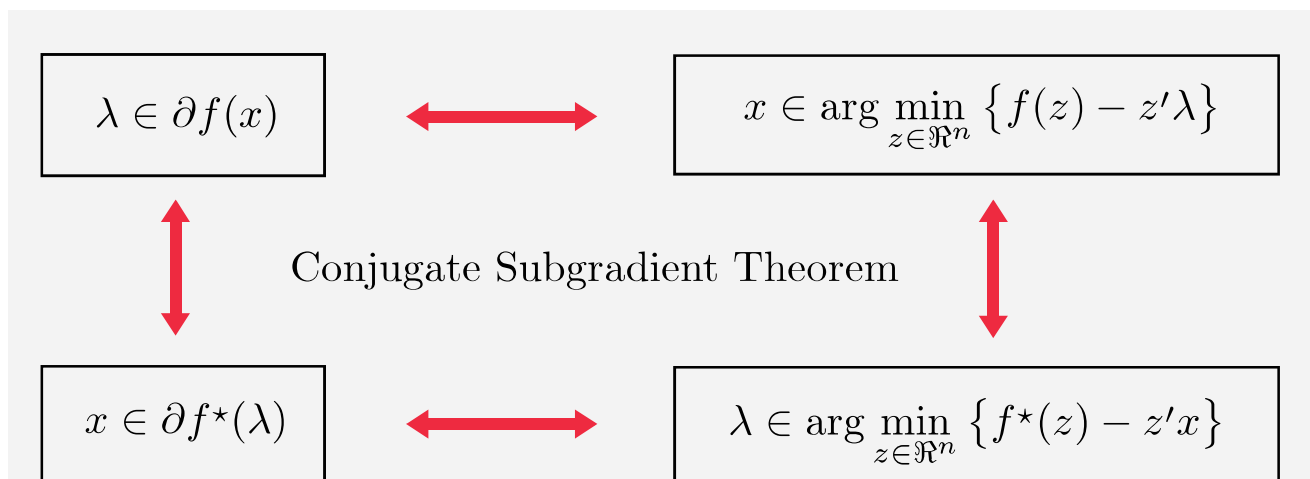 λ ∈ ∂f(x)
x ∈ arg min_{z∈ℜⁿ} {f(z) − z′λ}
Conjugate Subgradient Theorem
x ∈ ∂f⋆(λ)
λ ∈ arg min_{z∈ℜⁿ} {f⋆(z) − z′x}